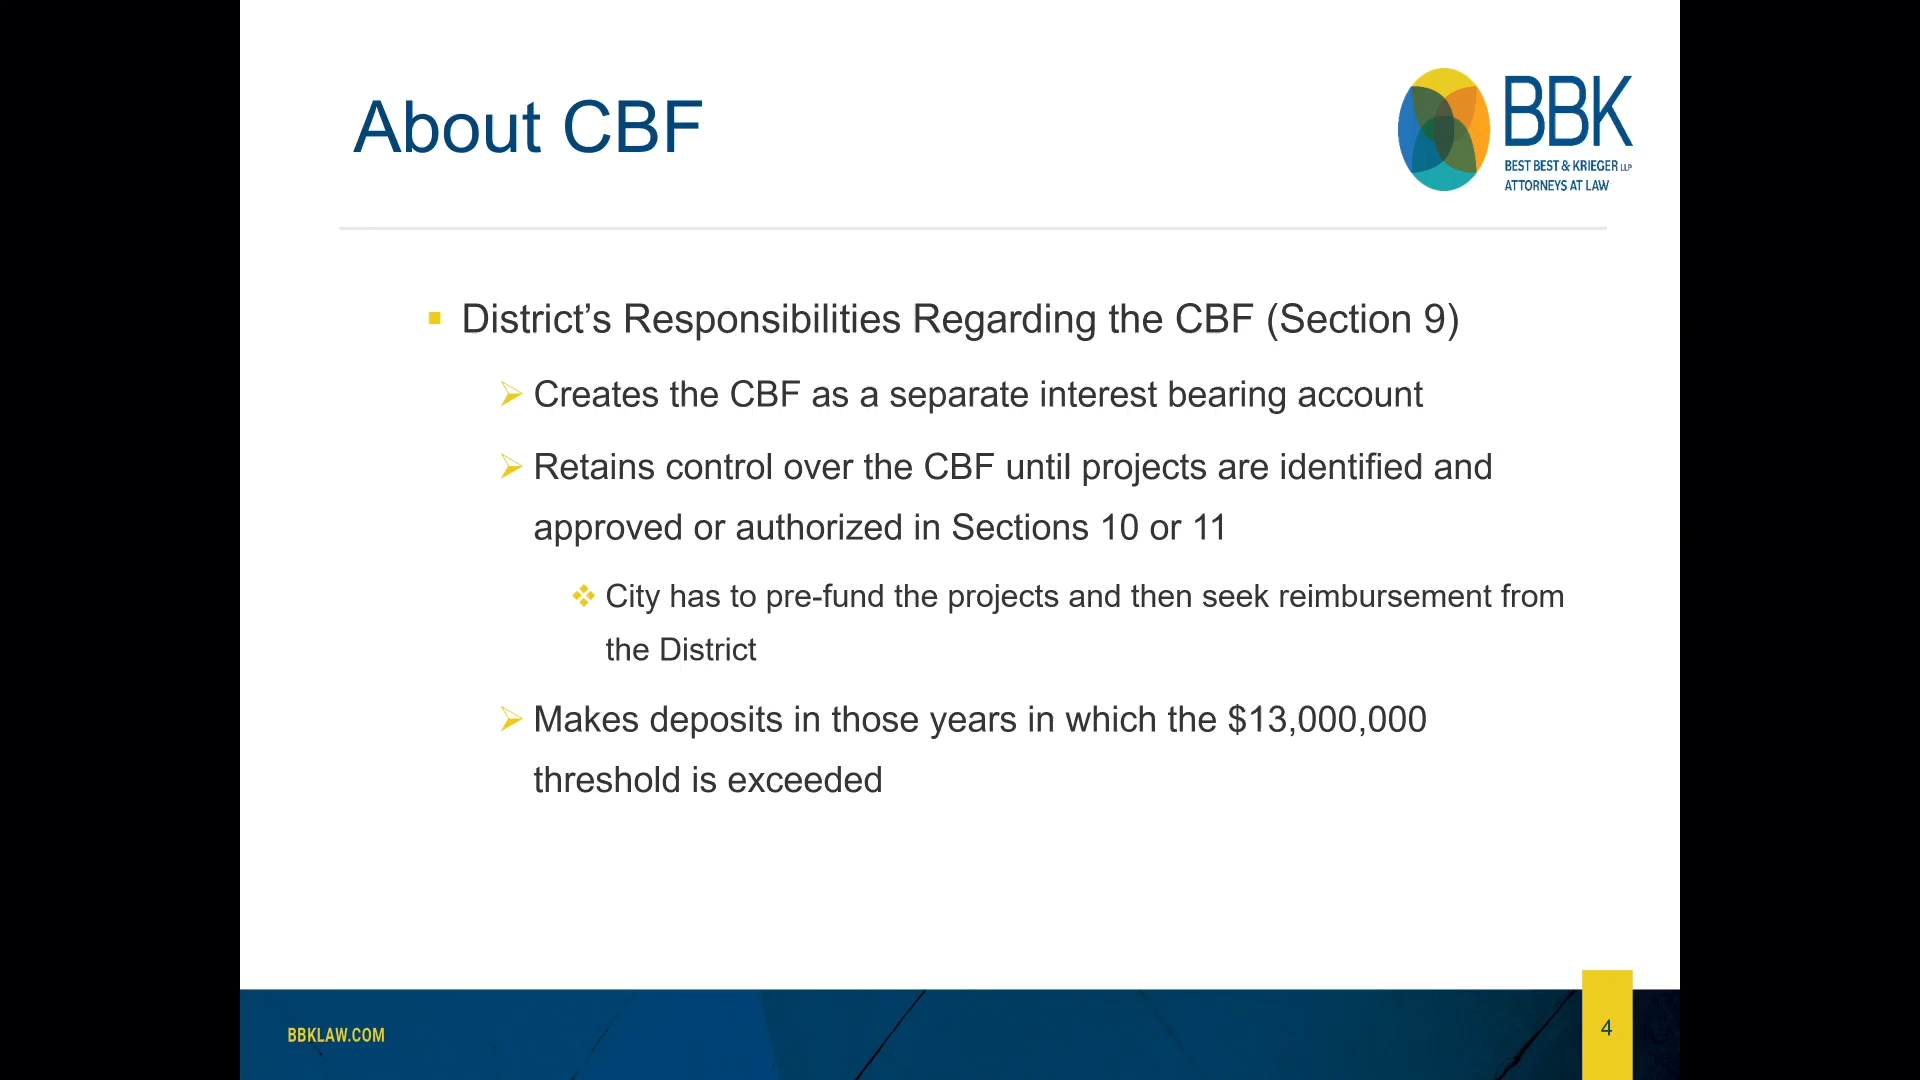 About CBF
BBK
BEST BEST & KRIEGER LLP
ATTORNEYS AT LAW
District’s Responsibilities Regarding the CBF (Section 9)
Creates the CBF as a separate interest bearing account
Retains control over the CBF until projects are identified and
approved or authorized in Sections 10 or 11
City has to pre-fund the projects and then seek reimbursement from
the District
Makes deposits in those years in which the $13,000,000
threshold is exceeded
BBKLAW.COM
4